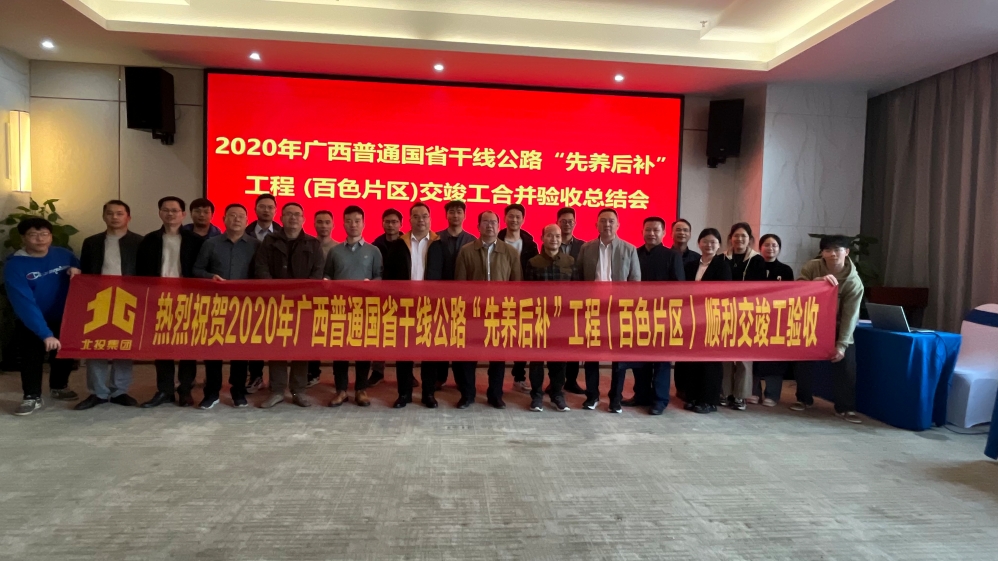 2020年广西普通国省干线公路“先养后补”
工程 (百色片区)交竣工合并验收总结会
热烈祝贺2020年广西普通国省干线公路“先养后补”工程（百色片区）顺利交竣工验收
北投集团
Champion